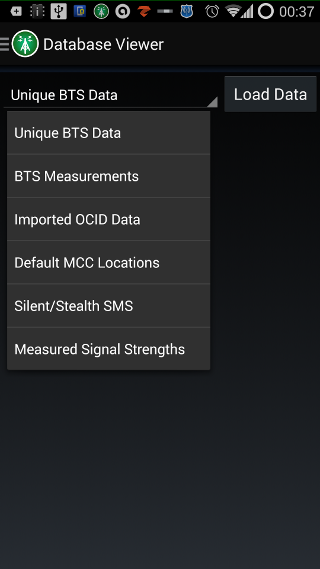 00:37
Database Viewer
Unique BTS Data
Load Data
Unique BTS Data
BTS Measurements
Imported OCID Data
Default MCC Locations
Silent/Stealth SMS
Measured Signal Strengths